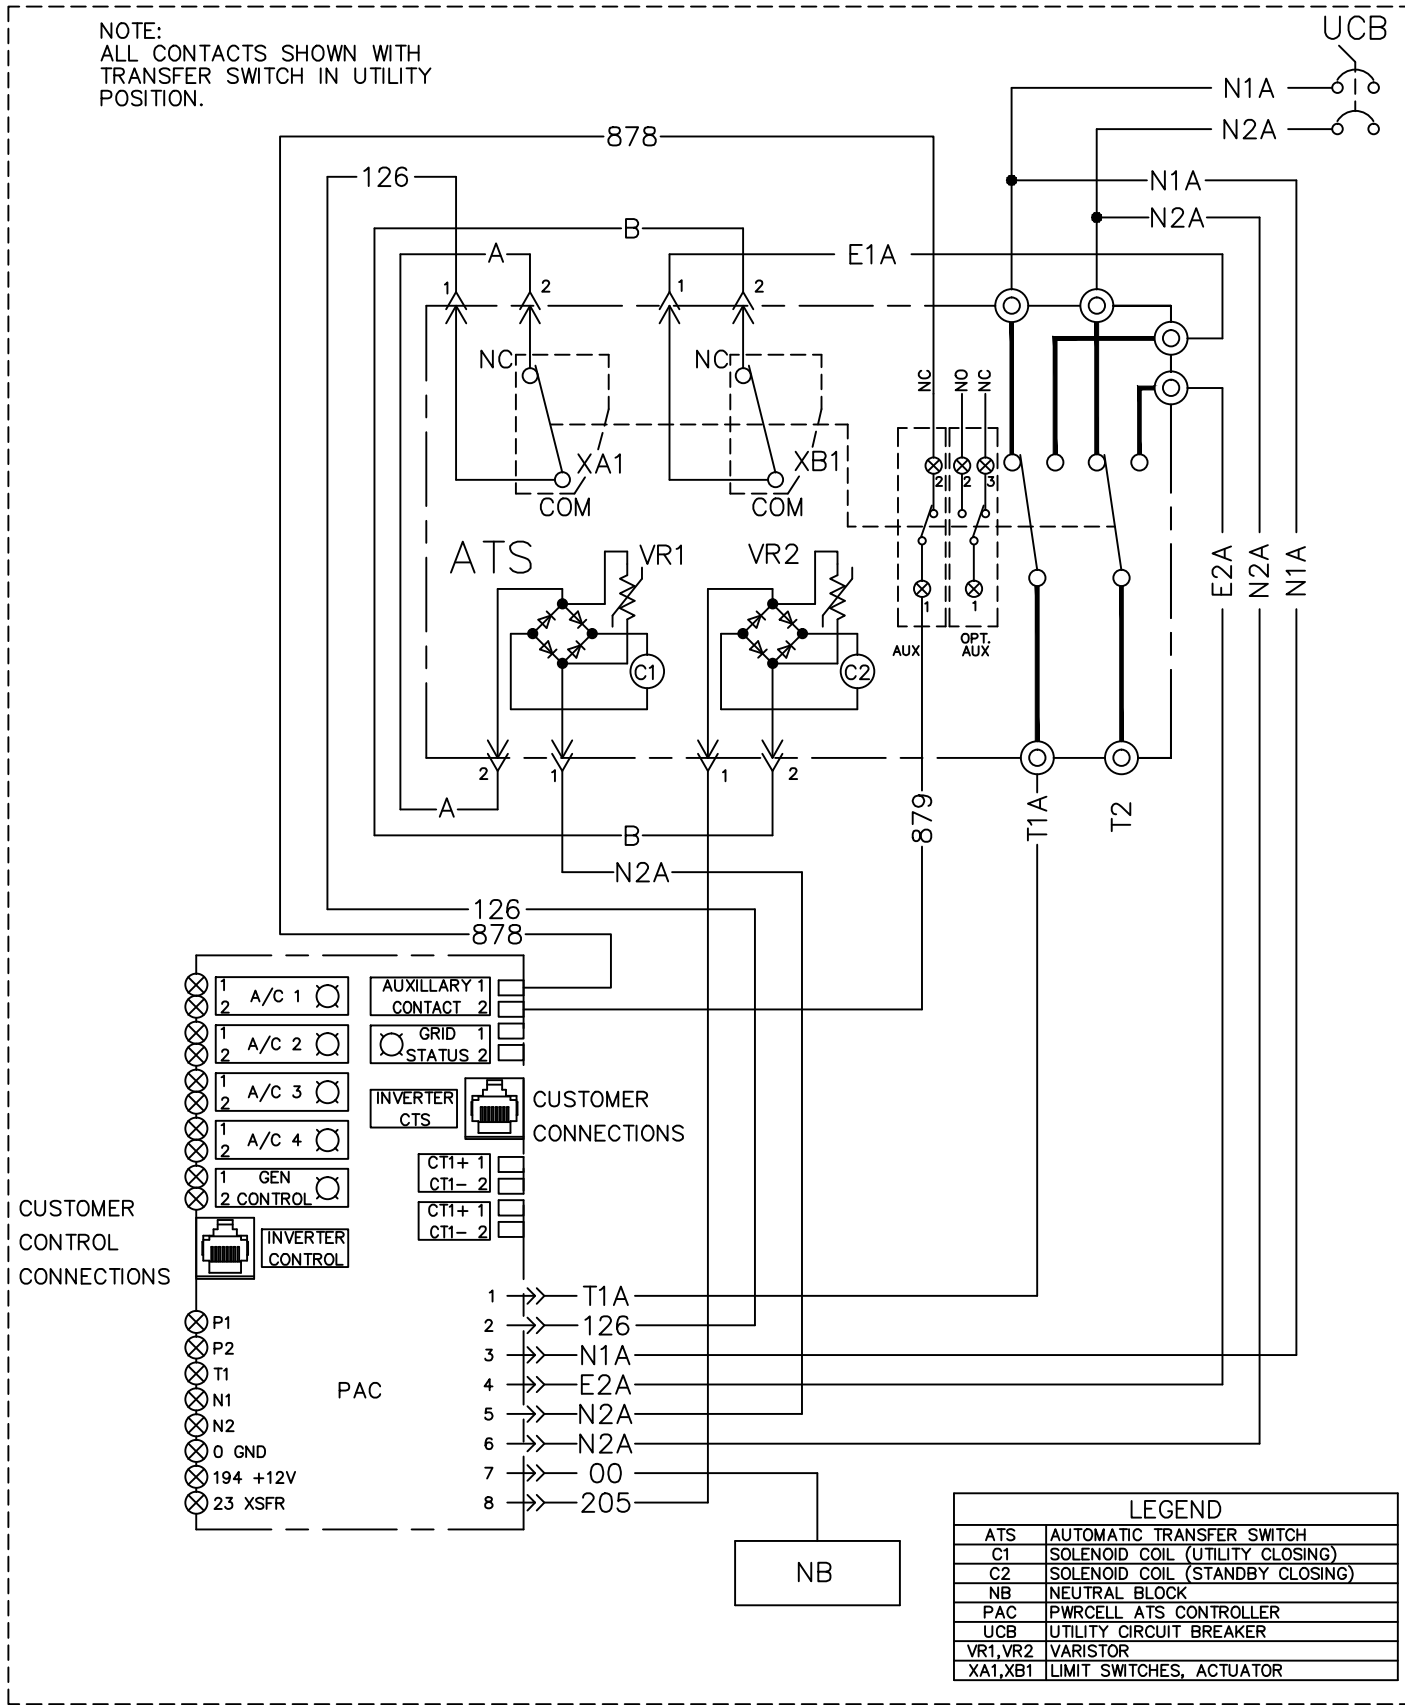 NOTE:
ALL CONTACTS SHOWN WITH
TRANSFER SWITCH IN UTILITY
POSITION.
UCB
N1A
N2A
878
126
N1A
N2A
B
A
E1A
1
2
1
2
NC
NC
NC
NO
NC
XA1
XB1
COM
COM
2
2
3
ATS
VR1
VR2
E2A
N2A
N1A
1
1
AUX
OPT.
AUX
C1
C2
2
1
1
2
A
B
879
T1A
T2
N2A
126
878
1
2
A/C 1
AUXILLARY 1
CONTACT 2
1
2
A/C 2
GRID 1
STATUS 2
1
2
A/C 3
INVERTER
CTS
CUSTOMER
CONNECTIONS
1
2
A/C 4
CT1+ 1
CT1- 2
1 GEN
2 CONTROL
CT1+ 1
CT1- 2
CUSTOMER
CONTROL
CONNECTIONS
INVERTER
CONTROL
1 T1A
2 126
3 N1A
4 E2A
5 N2A
6 N2A
7 00
8 205
P1
P2
T1
N1
N2
0 GND
194 +12V
23 XSFR
PAC
NB
LEGEND
ATS AUTOMATIC TRANSFER SWITCH
C1 SOLENOID COIL (UTILITY CLOSING)
C2 SOLENOID COIL (STANDBY CLOSING)
NB NEUTRAL BLOCK
PAC PWRCELL ATS CONTROLLER
UCB UTILITY CIRCUIT BREAKER
VR1,VR2 VARISTOR
XA1,XB1 LIMIT SWITCHES, ACTUATOR